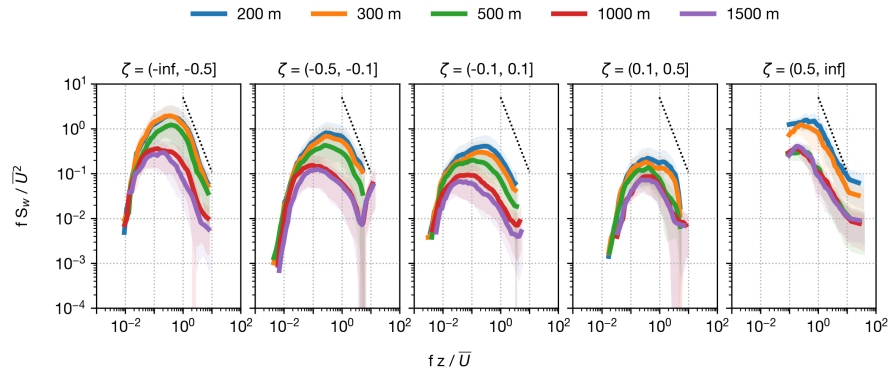 200 m 300 m 500 m 1000 m 1500 m
ζ = (-inf, -0.5] ζ = (-0.5, -0.1] ζ = (-0.1, 0.1] ζ = (0.1, 0.5] ζ = (0.5, inf]
10¹
10⁰
10⁻¹
10⁻²
10⁻³
10⁻⁴
f S_w / U̅²
10⁻² 10⁰ 10² 10⁻² 10⁰ 10² 10⁻² 10⁰ 10² 10⁻² 10⁰ 10² 10⁻² 10⁰ 10²
f z / U̅